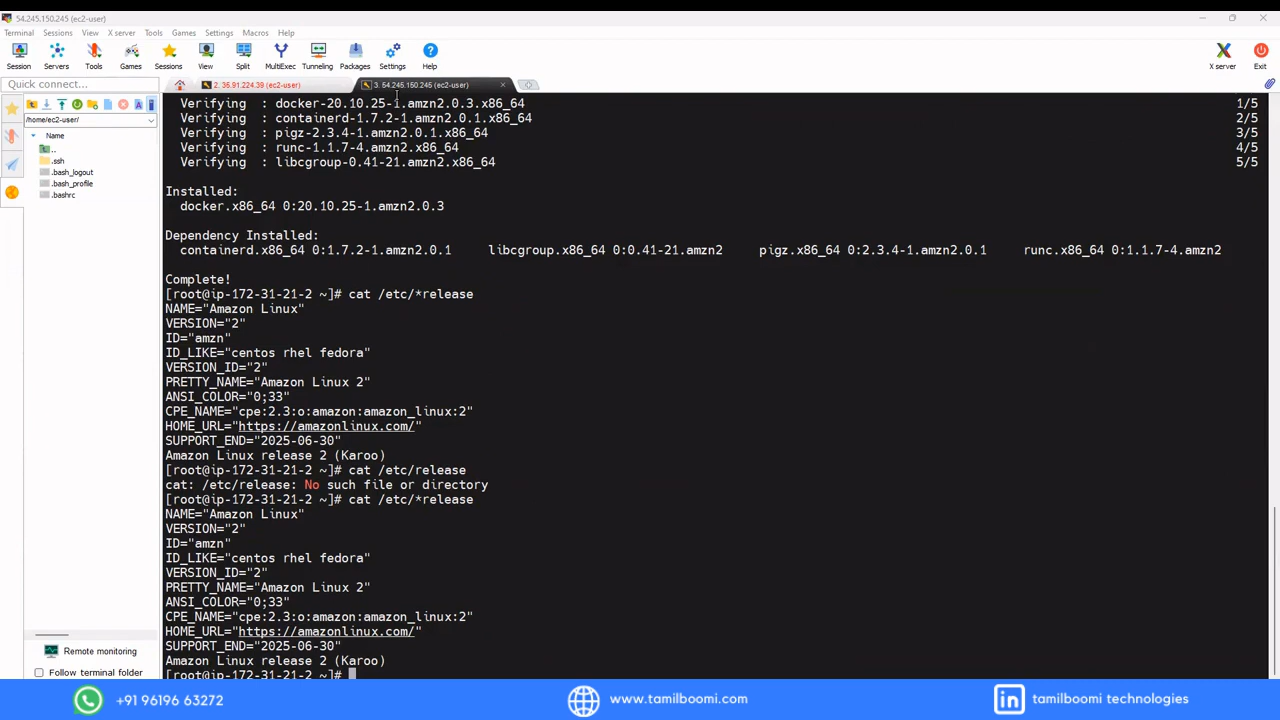 54.245.150.245 (ec2-user)
Terminal Sessions View X server Tools Games Settings Macros Help
Session Servers Tools Games Sessions View Split MultiExec Tunneling Packages Settings Help X server Exit
Quick connect...
2. 35.91.224.39 (ec2-user)
3. 54.245.150.245 (ec2-user)
/home/ec2-user/
Name
..
.ssh
.bash_logout
.bash_profile
.bashrc
Remote monitoring
Follow terminal folder
Verifying : docker-20.10.25-1.amzn2.0.3.x86_64 1/5
Verifying : containerd-1.7.2-1.amzn2.0.1.x86_64 2/5
Verifying : pigz-2.3.4-1.amzn2.0.1.x86_64 3/5
Verifying : runc-1.1.7-4.amzn2.x86_64 4/5
Verifying : libcgroup-0.41-21.amzn2.x86_64 5/5
Installed:
docker.x86_64 0:20.10.25-1.amzn2.0.3
Dependency Installed:
containerd.x86_64 0:1.7.2-1.amzn2.0.1 libcgroup.x86_64 0:0.41-21.amzn2 pigz.x86_64 0:2.3.4-1.amzn2.0.1 runc.x86_64 0:1.1.7-4.amzn2
Complete!
[root@ip-172-31-21-2 ~]# cat /etc/*release
NAME="Amazon Linux"
VERSION="2"
ID="amzn"
ID_LIKE="centos rhel fedora"
VERSION_ID="2"
PRETTY_NAME="Amazon Linux 2"
ANSI_COLOR="0;33"
CPE_NAME="cpe:2.3:o:amazon:amazon_linux:2"
HOME_URL="https://amazonlinux.com/"
SUPPORT_END="2025-06-30"
Amazon Linux release 2 (Karoo)
[root@ip-172-31-21-2 ~]# cat /etc/release
cat: /etc/release: No such file or directory
[root@ip-172-31-21-2 ~]# cat /etc/*release
NAME="Amazon Linux"
VERSION="2"
ID="amzn"
ID_LIKE="centos rhel fedora"
VERSION_ID="2"
PRETTY_NAME="Amazon Linux 2"
ANSI_COLOR="0;33"
CPE_NAME="cpe:2.3:o:amazon:amazon_linux:2"
HOME_URL="https://amazonlinux.com/"
SUPPORT_END="2025-06-30"
Amazon Linux release 2 (Karoo)
[root@ip-172-31-21-2 ~]#
+91 96196 63272
www.tamilboomi.com
in tamilboomi technologies